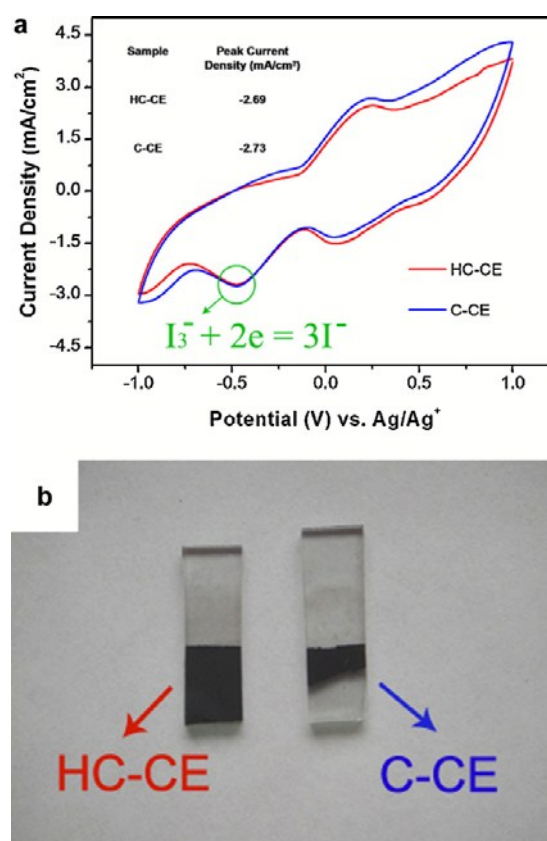 a
Sample Peak Current
Density (mA/cm²)
HC-CE -2.69
C-CE -2.73
4.5
3.0
1.5
0.0
-1.5
-3.0
-4.5
Current Density (mA/cm²)
HC-CE
C-CE
I₃⁻ + 2e = 3I⁻
-1.0 -0.5 0.0 0.5 1.0
Potential (V) vs. Ag/Ag⁺
b
HC-CE
C-CE